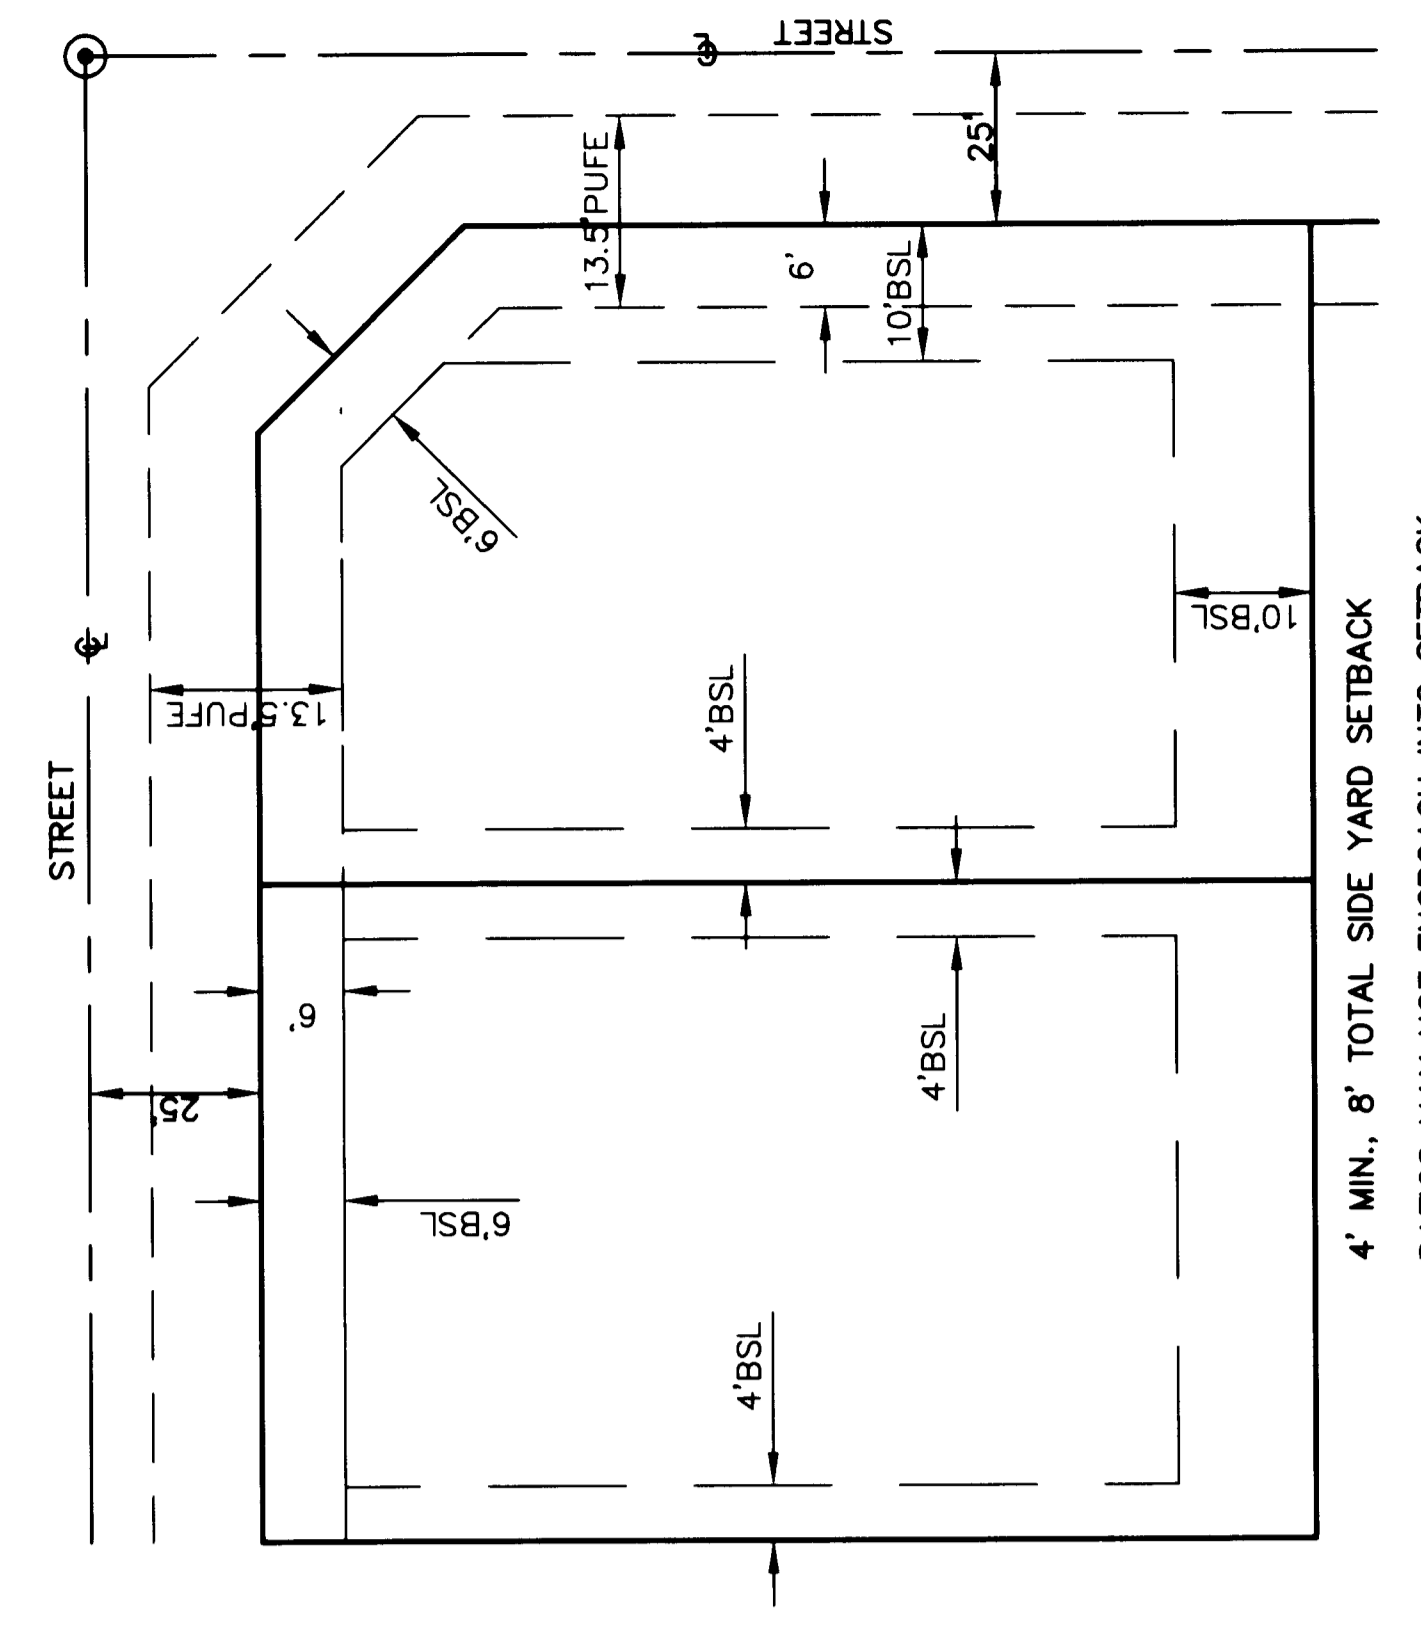 STREET
STREET
25'
13.5'PUFE
6'
10'BSL
6'BSL
13.5'PUFE
10'BSL
4'BSL
6'
25'
4'BSL
6'BSL
4'BSL
4' MIN., 8' TOTAL SIDE YARD SETBACK